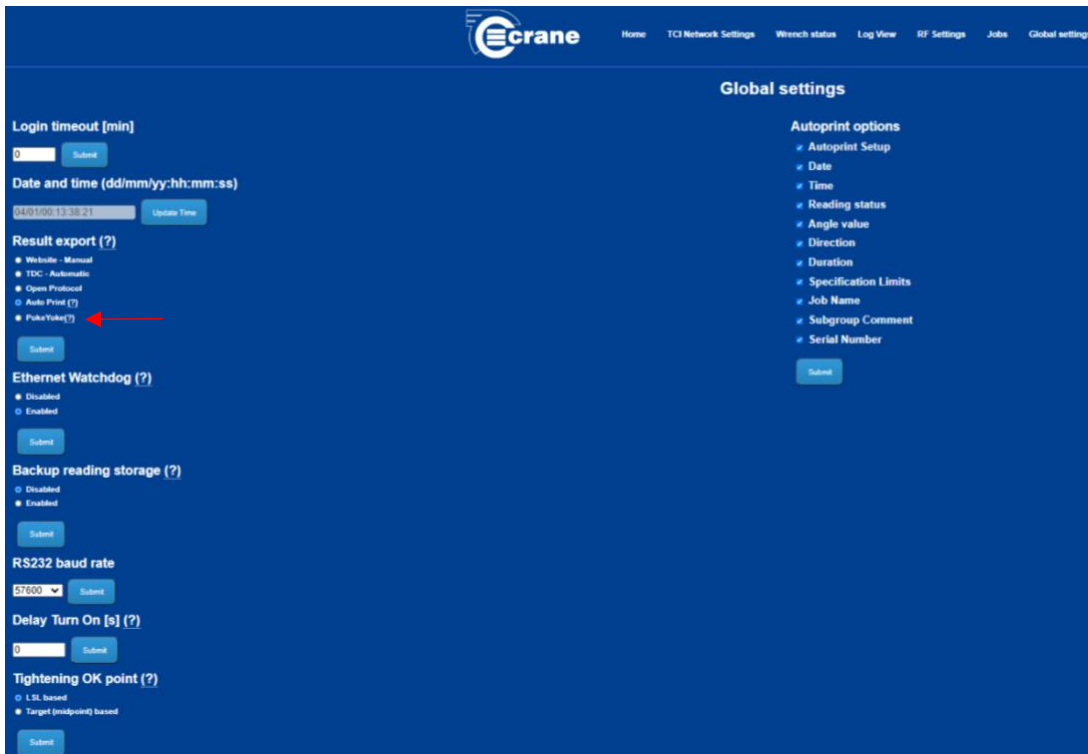 crane
Home TCI Network Settings Wrench status Log View RF Settings Jobs Global setting
Global settings
Login timeout [min]
0 Submit
Date and time (dd/mm/yy:hh:mm:ss)
04/01/00:13:38:21 Update Time
Result export (?)
Website - Manual
TDC - Automatic
Open Protocol
Auto Print (?)
PokeYoke(?)
Submit
Ethernet Watchdog (?)
Disabled
Enabled
Submit
Backup reading storage (?)
Disabled
Enabled
Submit
RS232 baud rate
57600 Submit
Delay Turn On [s] (?)
0 Submit
Tightening OK point (?)
LSL based
Target (midpoint) based
Submit
Autoprint options
Autoprint Setup
Date
Time
Reading status
Angle value
Direction
Duration
Specification Limits
Job Name
Subgroup Comment
Serial Number
Submit